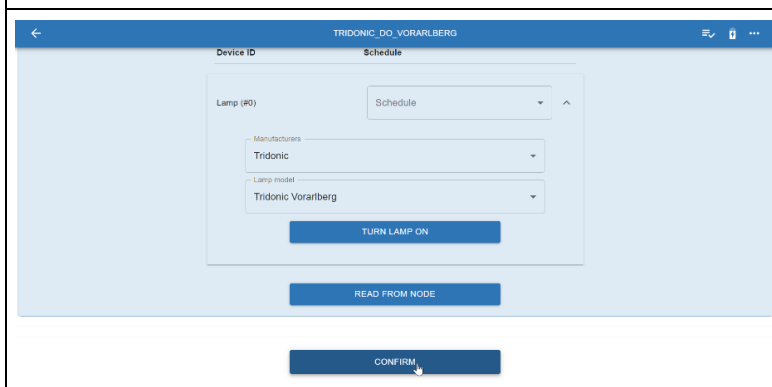 TRIDONIC_DO_VORARLBERG
Device ID Schedule
Lamp (#0) Schedule
Manufacturers
Tridonic
Lamp model
Tridonic Vorarlberg
TURN LAMP ON
READ FROM NODE
CONFIRM